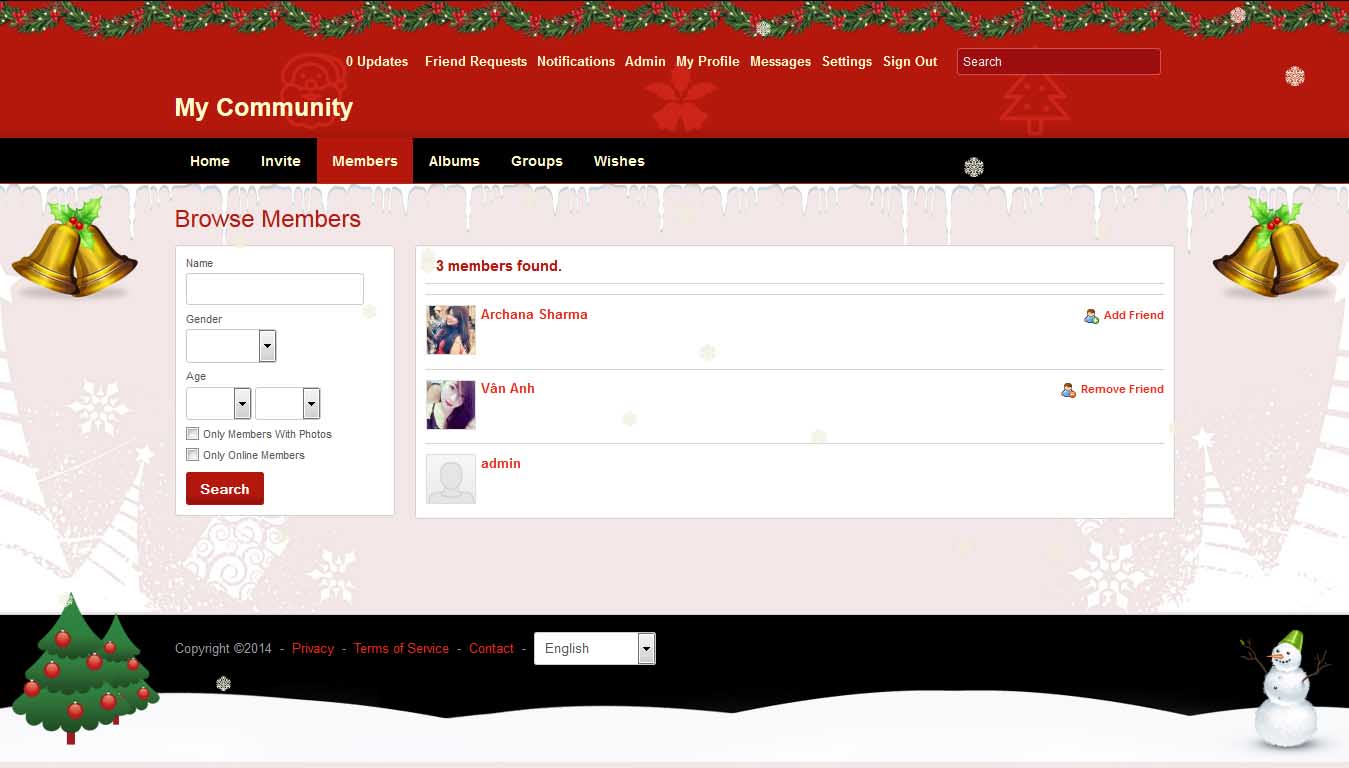 0 Updates Friend Requests Notifications Admin My Profile Messages Settings Sign Out Search
My Community
Home Invite Members Albums Groups Wishes
Browse Members
Name
Gender
Age
Only Members With Photos
Only Online Members
Search
3 members found.
Archana Sharma Add Friend
Vân Anh Remove Friend
admin
Copyright ©2014 - Privacy - Terms of Service - Contact - English